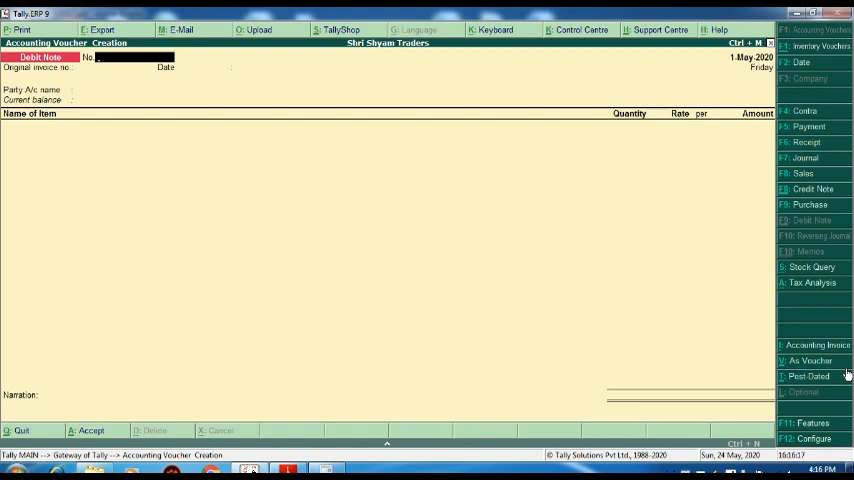 Tally.ERP 9
P: Print E: Export M: E-Mail O: Upload S: TallyShop G: Language K: Keyboard K: Control Centre H: Support Centre H: Help
Accounting Voucher Creation Shri Shyam Traders Ctrl + M
Debit Note No. 1-May-2020
Original invoice no.: Date : Friday
Party A/c name :
Current balance :
Name of Item Quantity Rate per Amount
Narration:
Q: Quit A: Accept D: Delete X: Cancel
Ctrl + N
F1: Accounting Vouchers
F1: Inventory Vouchers
F2: Date
F3: Company
F4: Contra
F5: Payment
F6: Receipt
F7: Journal
F8: Sales
F8: Credit Note
F9: Purchase
F9: Debit Note
F10: Reversing Journal
F10: Memos
S: Stock Query
A: Tax Analysis
I: Accounting Invoice
V: As Voucher
T: Post-Dated
L: Optional
F11: Features
F12: Configure
Tally MAIN --> Gateway of Tally --> Accounting Voucher Creation © Tally Solutions Pvt Ltd., 1988-2020 Sun, 24 May, 2020 16:16:17
4:16 PM